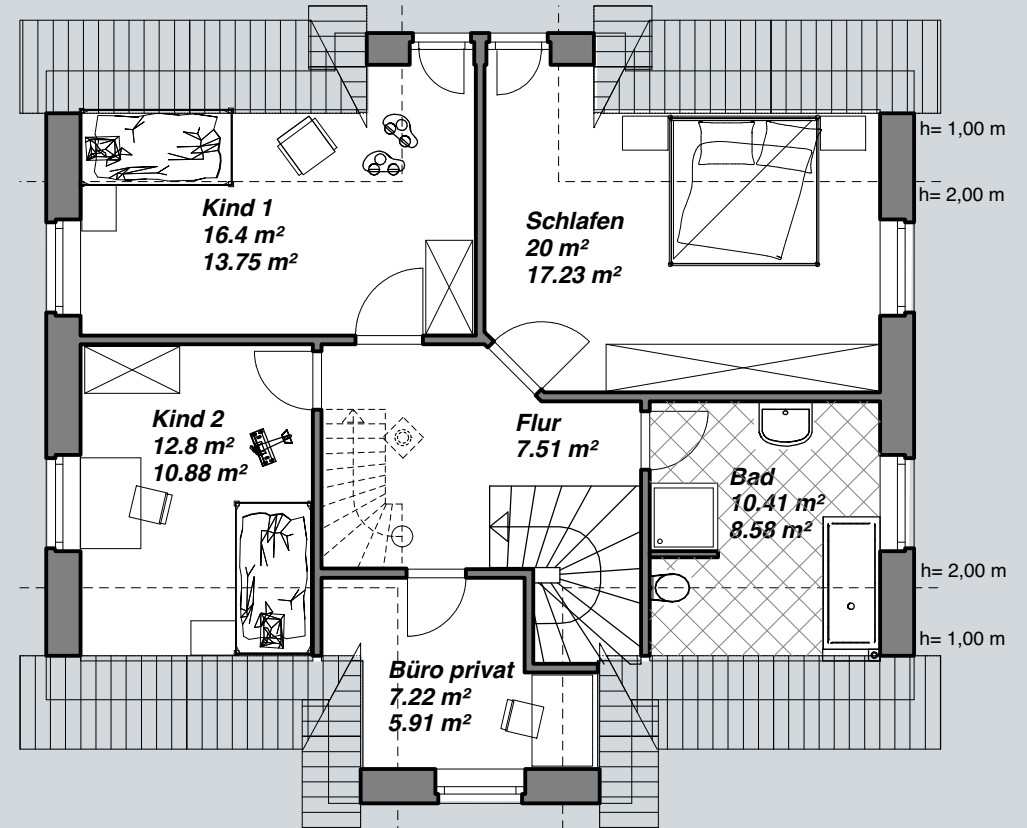 h= 1,00 m
h= 2,00 m
Kind 1
16.4 m²
13.75 m²
Schlafen
20 m²
17.23 m²
Kind 2
12.8 m²
10.88 m²
Flur
7.51 m²
Bad
10.41 m²
8.58 m²
h= 2,00 m
h= 1,00 m
Büro privat
7.22 m²
5.91 m²